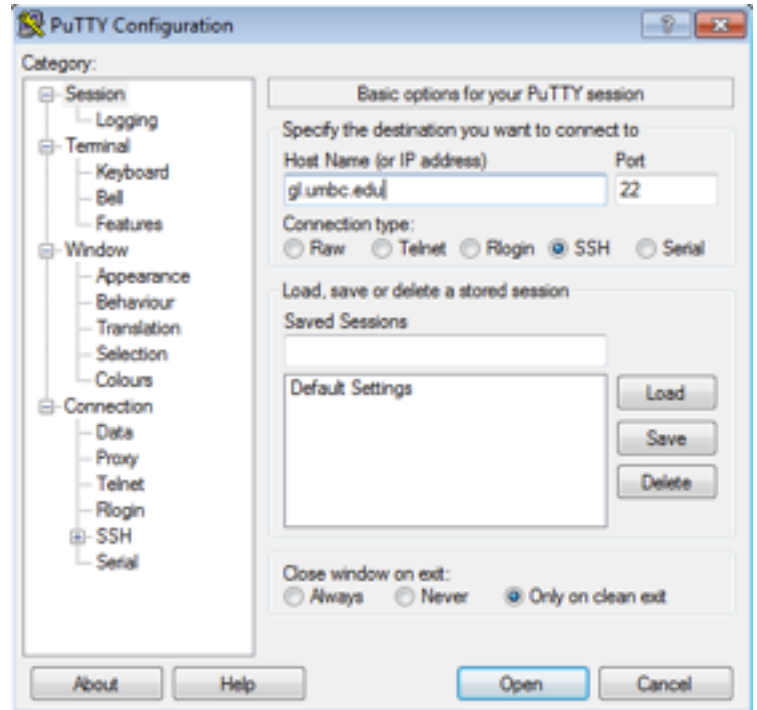 PuTTY Configuration
Category:
Session
Logging
Terminal
Keyboard
Bell
Features
Window
Appearance
Behaviour
Translation
Selection
Colours
Connection
Data
Proxy
Telnet
Rlogin
SSH
Serial
Basic options for your PuTTY session
Specify the destination you want to connect to
Host Name (or IP address) Port
gl.umbc.edu 22
Connection type:
Raw Telnet Rlogin SSH Serial
Load, save or delete a stored session
Saved Sessions
Default Settings
Load
Save
Delete
Close window on exit:
Always Never Only on clean exit
About Help Open Cancel